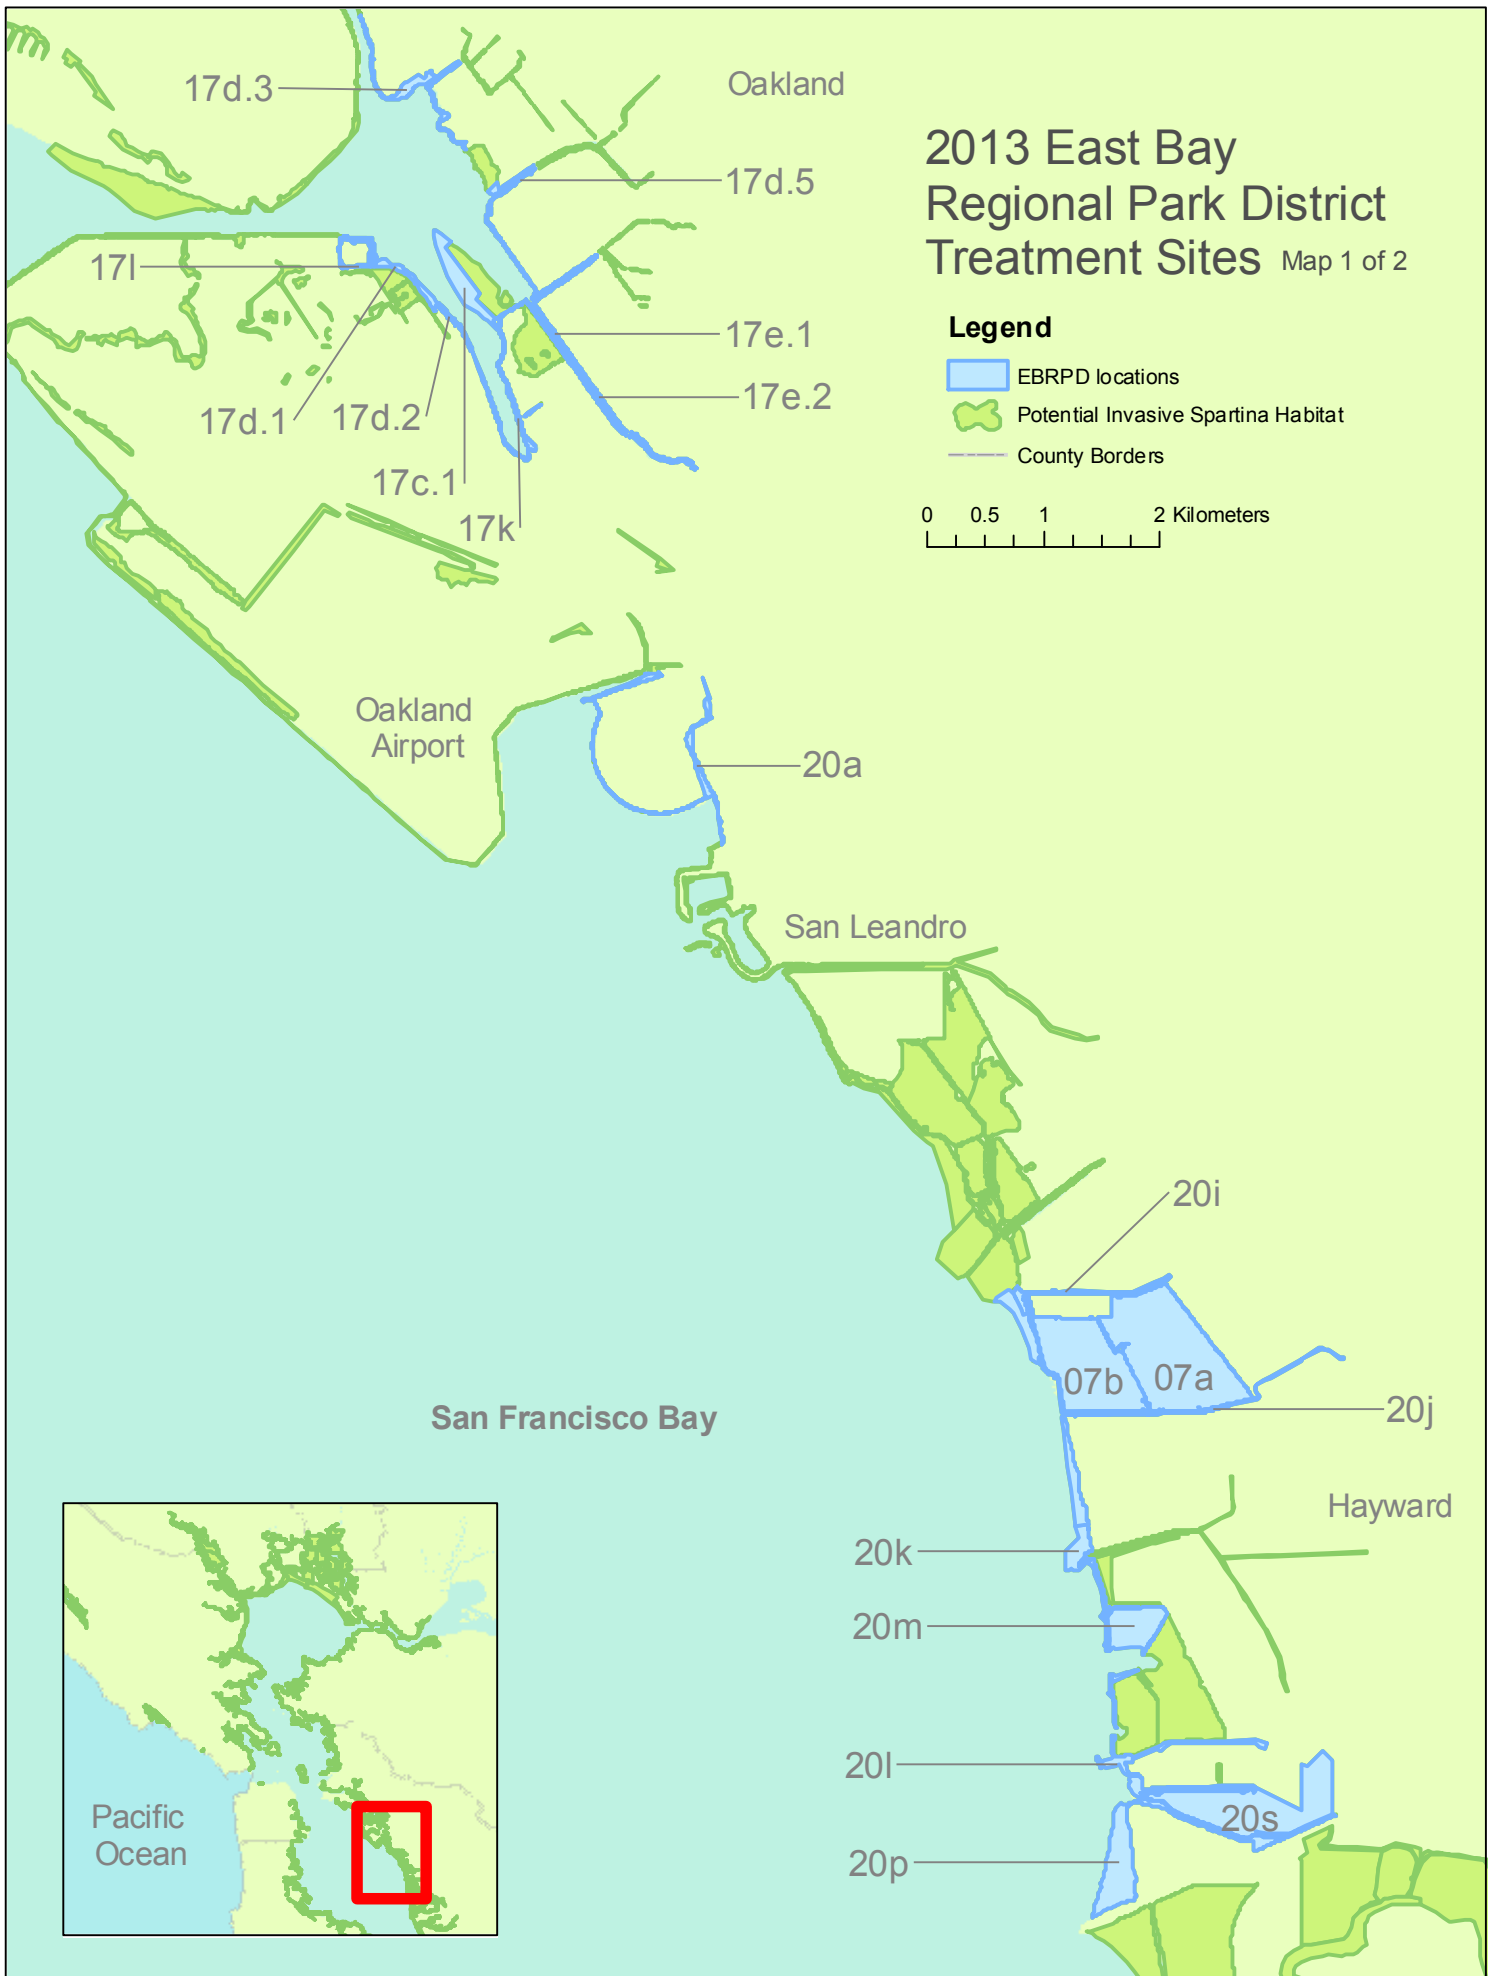 17d.3
Oakland
2013 East Bay
Regional Park District
Treatment Sites Map 1 of 2
17d.5
17l
Legend
17e.1
EBRPD locations
17e.2
Potential Invasive Spartina Habitat
17d.1
17d.2
County Borders
17c.1
17k
0 0.5 1 2 Kilometers
Oakland
Airport
20a
San Leandro
20i
07b
07a
20j
San Francisco Bay
Hayward
20k
20m
20l
20s
20p
Pacific
Ocean